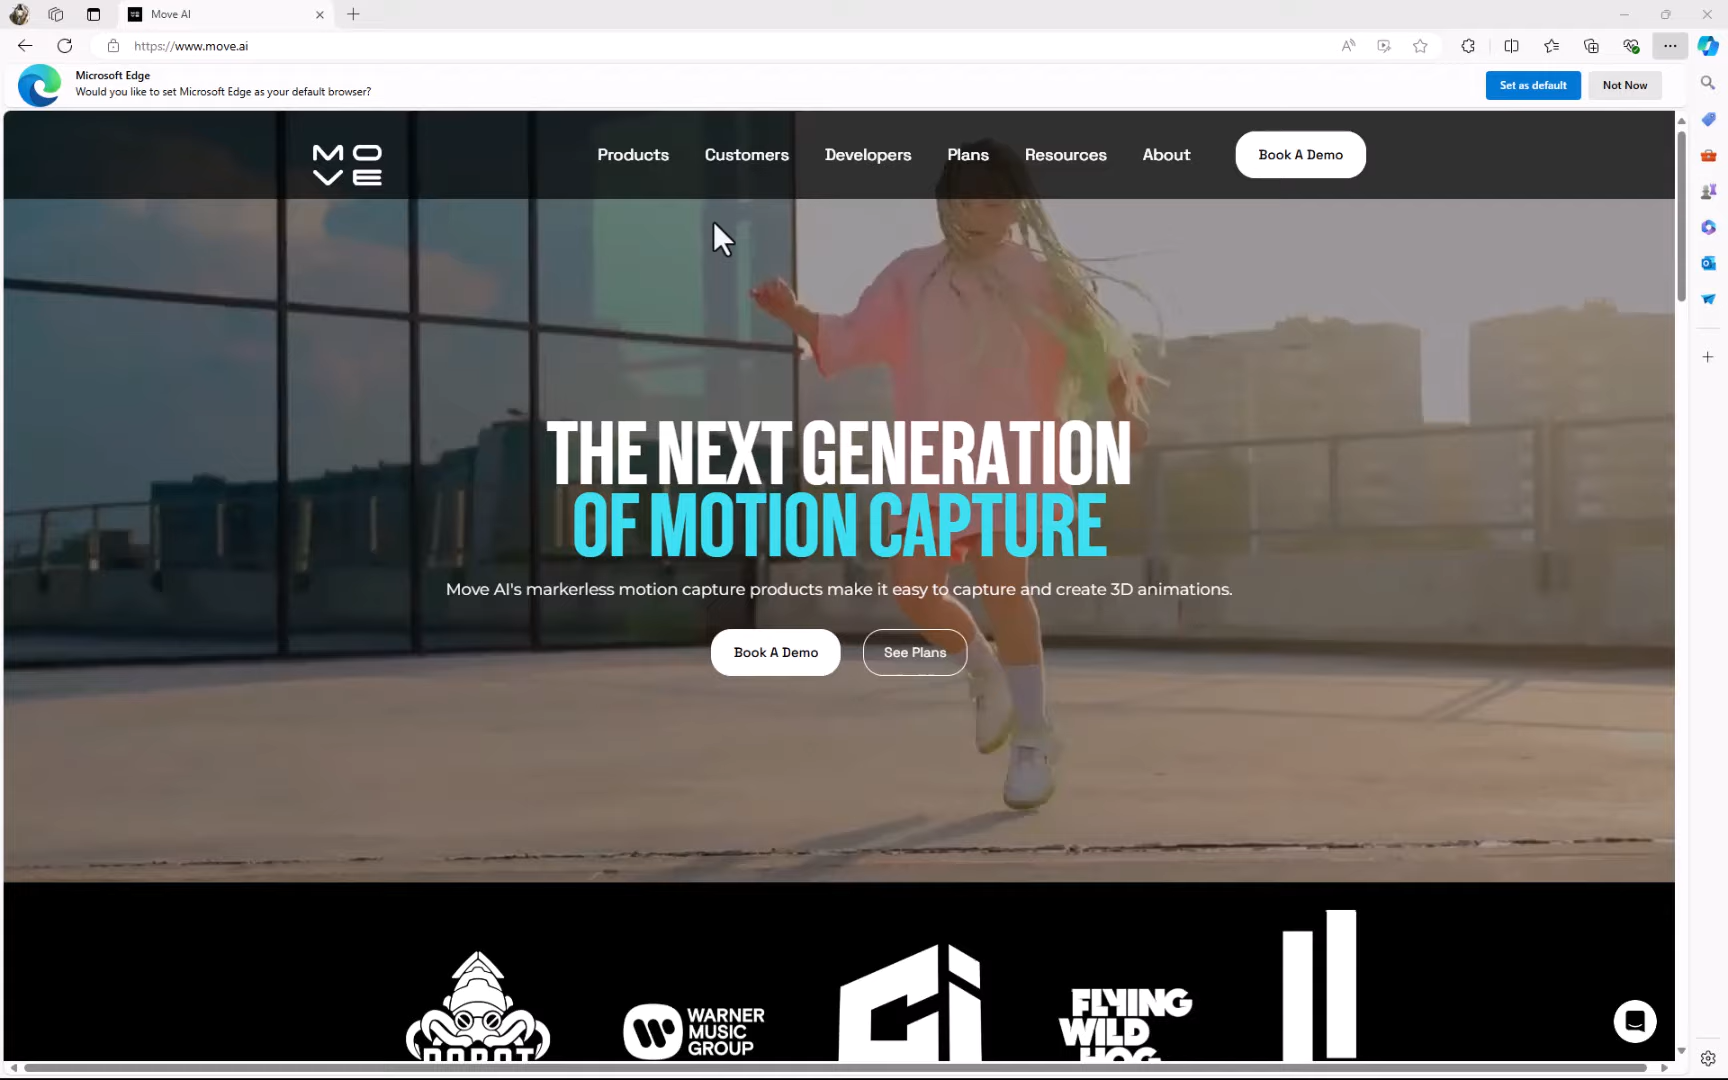 Move AI
https://www.move.ai
Microsoft Edge
Would you like to set Microsoft Edge as your default browser?
Set as default
Not Now
MO
VE
Products
Customers
Developers
Plans
Resources
About
Book A Demo
THE NEXT GENERATION
OF MOTION CAPTURE
Move AI's markerless motion capture products make it easy to capture and create 3D animations.
Book A Demo
See Plans
WARNER
MUSIC
GROUP
FLYING
WILD
HOG